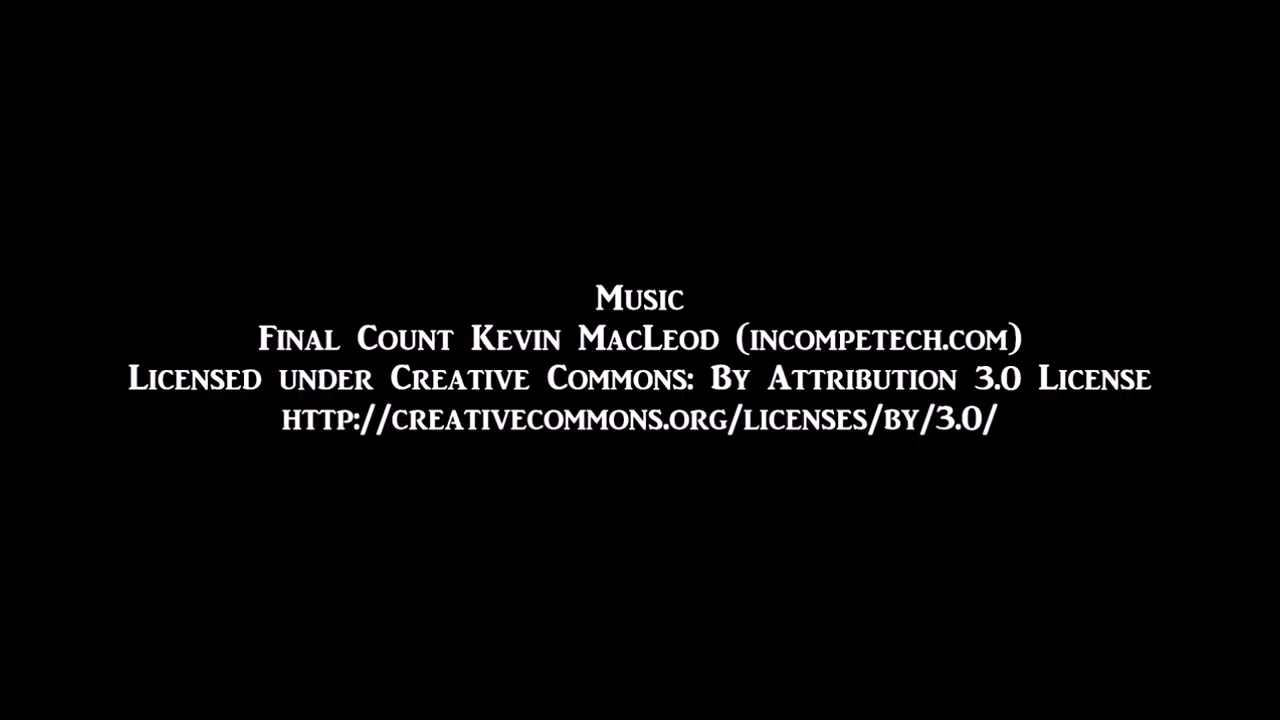 Music
Final Count Kevin MacLeod (incompetech.com)
Licensed under Creative Commons: By Attribution 3.0 License
http://creativecommons.org/licenses/by/3.0/